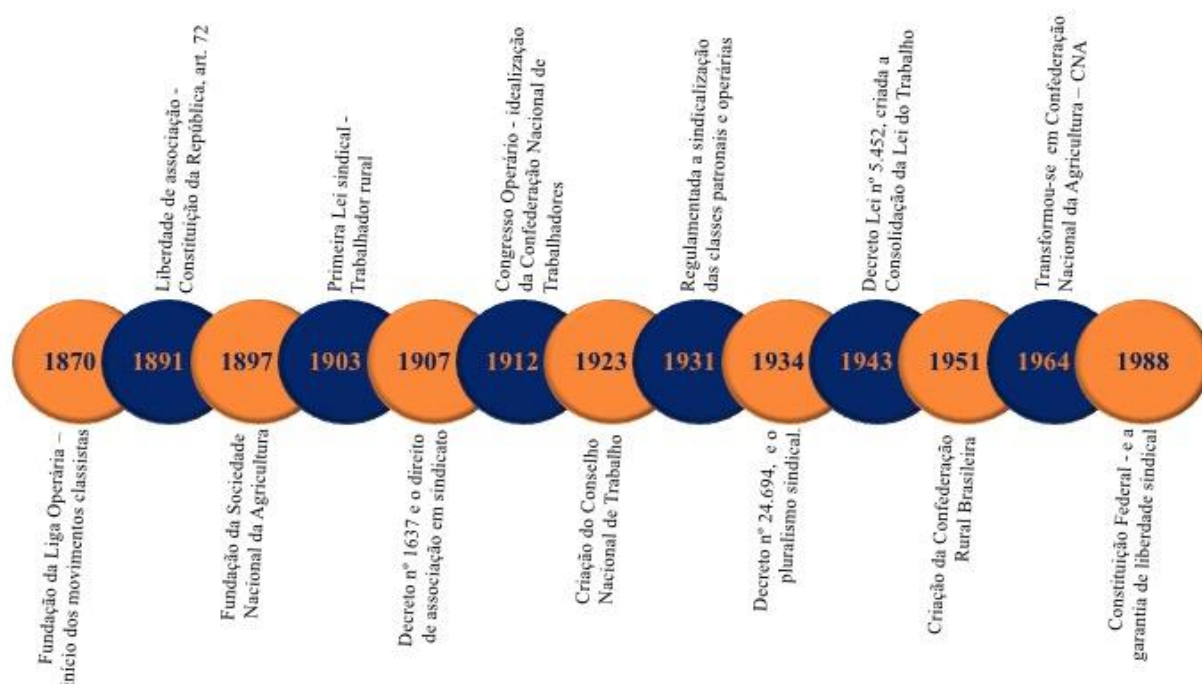 1870
Fundação da Liga Operária –
início dos movimentos classistas
1891
Liberdade de associação -
Constituição da República, art. 72
1897
Fundação da Sociedade
Nacional da Agricultura
1903
Primeira Lei sindical -
Trabalhador rural
1907
Decreto nº 1637 e o direito
de associação em sindicato
1912
Congresso Operário - idealização
da Confederação Nacional de
Trabalhadores
1923
Criação do Conselho
Nacional de Trabalho
1931
Regulamentada a sindicalização
das classes patronais e operárias
1934
Decreto nº 24.694, e o
pluralismo sindical.
1943
Decreto Lei nº 5.452, criada a
Consolidação da Lei do Trabalho
1951
Criação da Confederação
Rural Brasileira
1964
Transformou-se em Confederação
Nacional da Agricultura – CNA
1988
Constituição Federal - e a
garantia de liberdade sindical